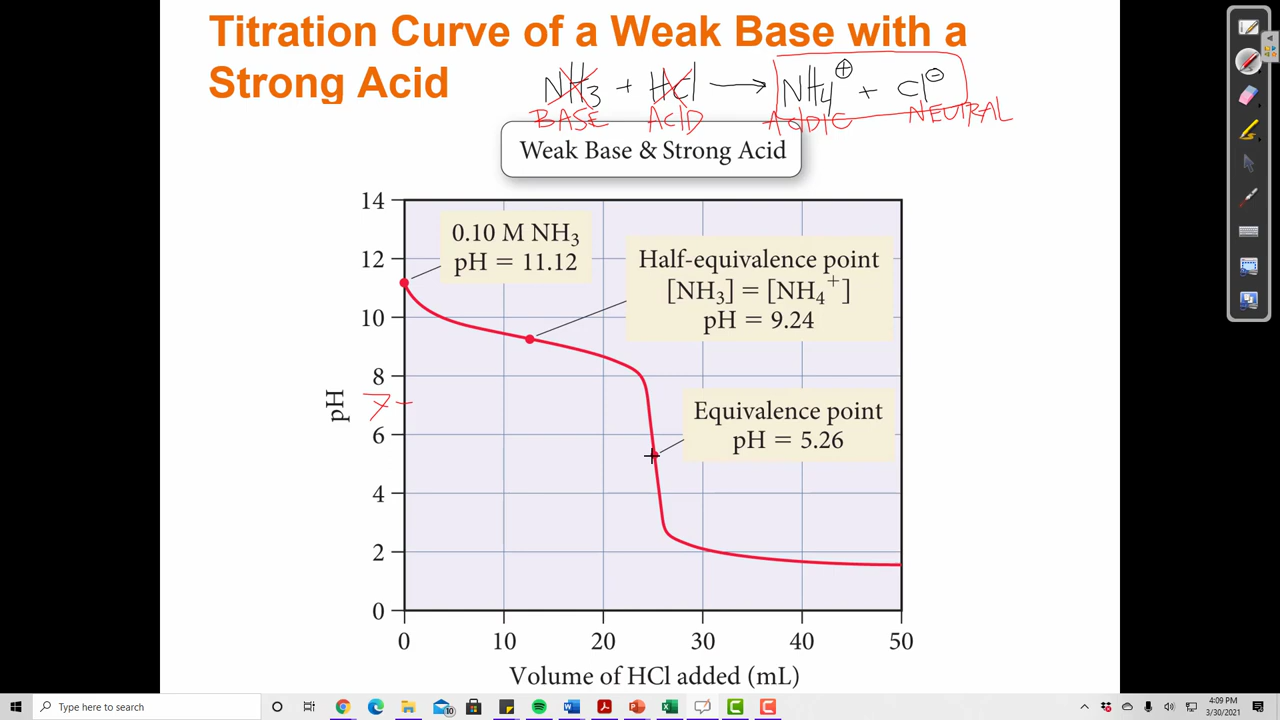 Titration Curve of a Weak Base with a
Strong Acid
NH3 + HCl → NH4⊕ + Cl⊖
BASE ACID ACIDIC NEUTRAL
Weak Base & Strong Acid
14
12
10
8
7
6
4
2
0
pH
0.10 M NH₃
pH = 11.12
Half-equivalence point
[NH₃] = [NH₄⁺]
pH = 9.24
Equivalence point
pH = 5.26
0 10 20 30 40 50
Volume of HCl added (mL)
Type here to search
10
4:09 PM
3/30/2021